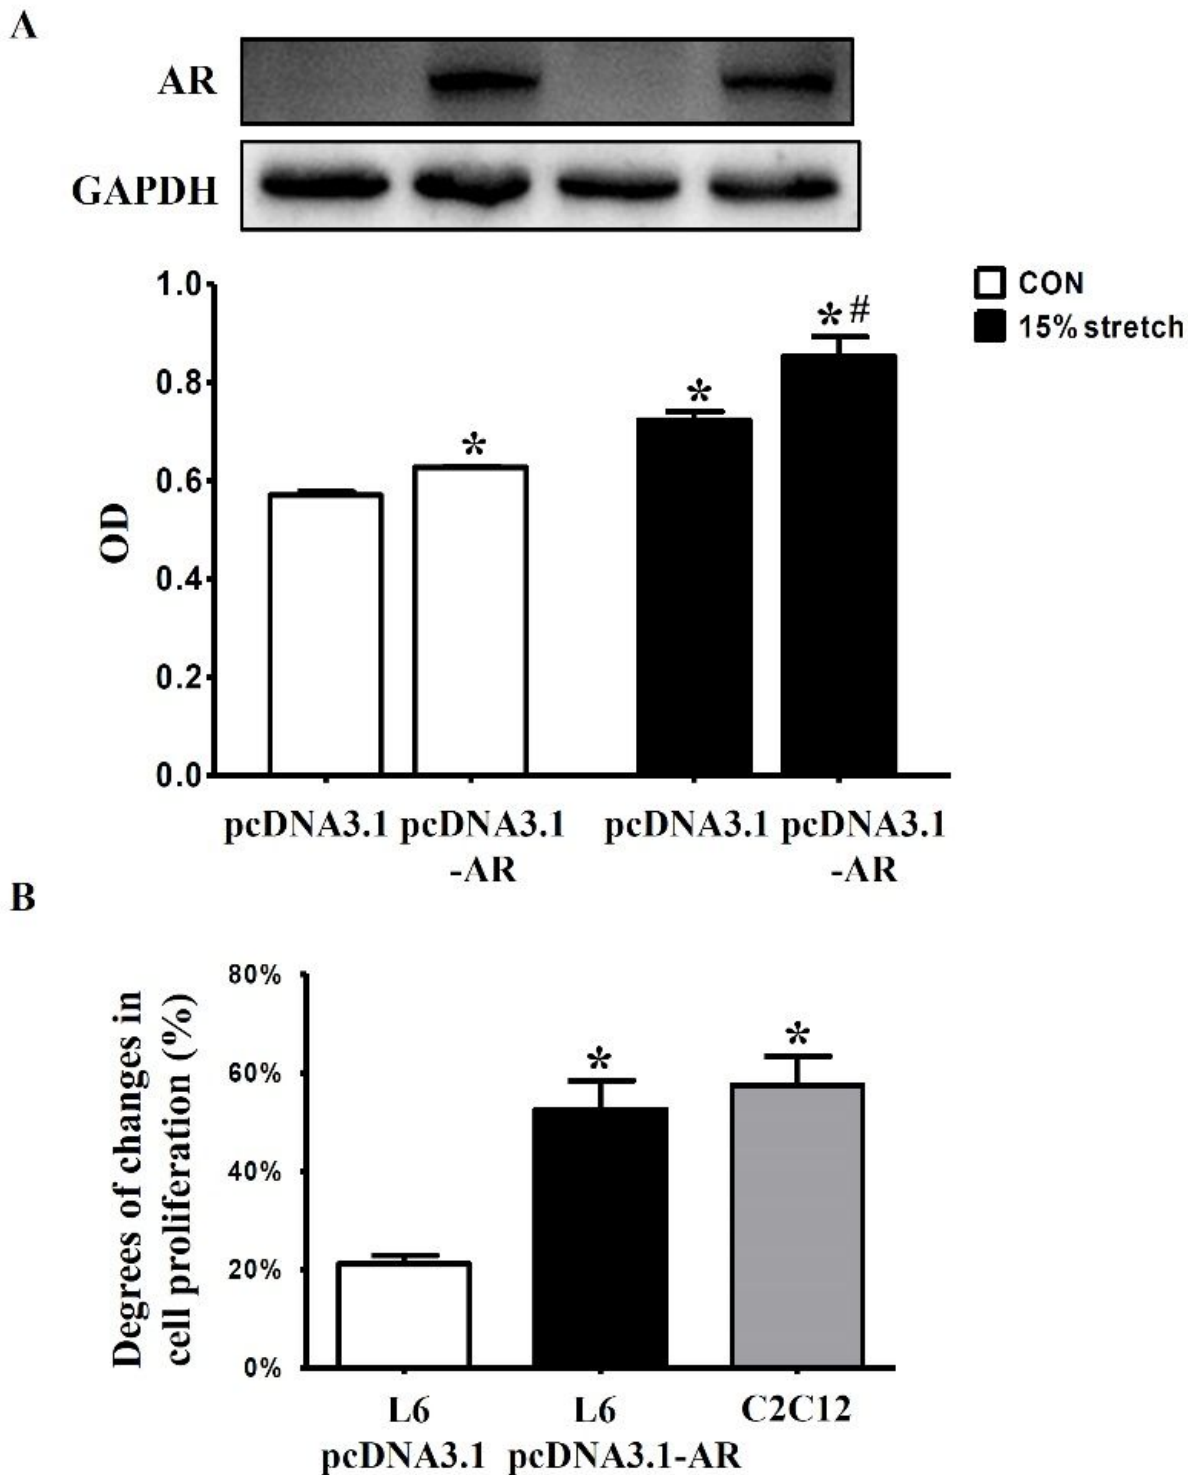 A
AR
GAPDH
CON
15% stretch
1.0
0.8
0.6
0.4
0.2
0.0
OD
*
*
*#
pcDNA3.1 pcDNA3.1 pcDNA3.1 pcDNA3.1
-AR -AR
B
Degrees of changes in
cell proliferation (%)
80%
60%
40%
20%
0%
*
*
L6 L6 C2C12
pcDNA3.1 pcDNA3.1-AR